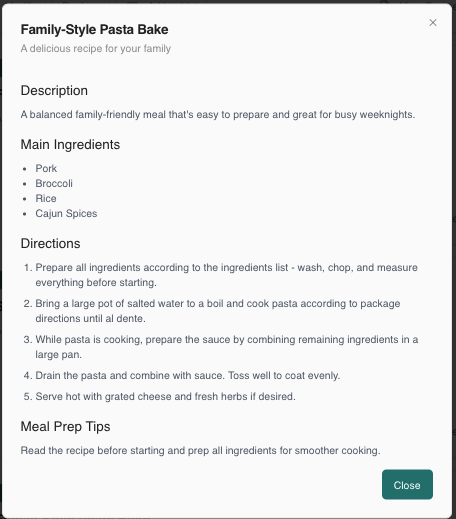 Family-Style Pasta Bake
A delicious recipe for your family
Description
A balanced family-friendly meal that's easy to prepare and great for busy weeknights.
Main Ingredients
• Pork
• Broccoli
• Rice
• Cajun Spices
Directions
1. Prepare all ingredients according to the ingredients list - wash, chop, and measure
everything before starting.
2. Bring a large pot of salted water to a boil and cook pasta according to package
directions until al dente.
3. While pasta is cooking, prepare the sauce by combining remaining ingredients in a
large pan.
4. Drain the pasta and combine with sauce. Toss well to coat evenly.
5. Serve hot with grated cheese and fresh herbs if desired.
Meal Prep Tips
Read the recipe before starting and prep all ingredients for smoother cooking.
Close